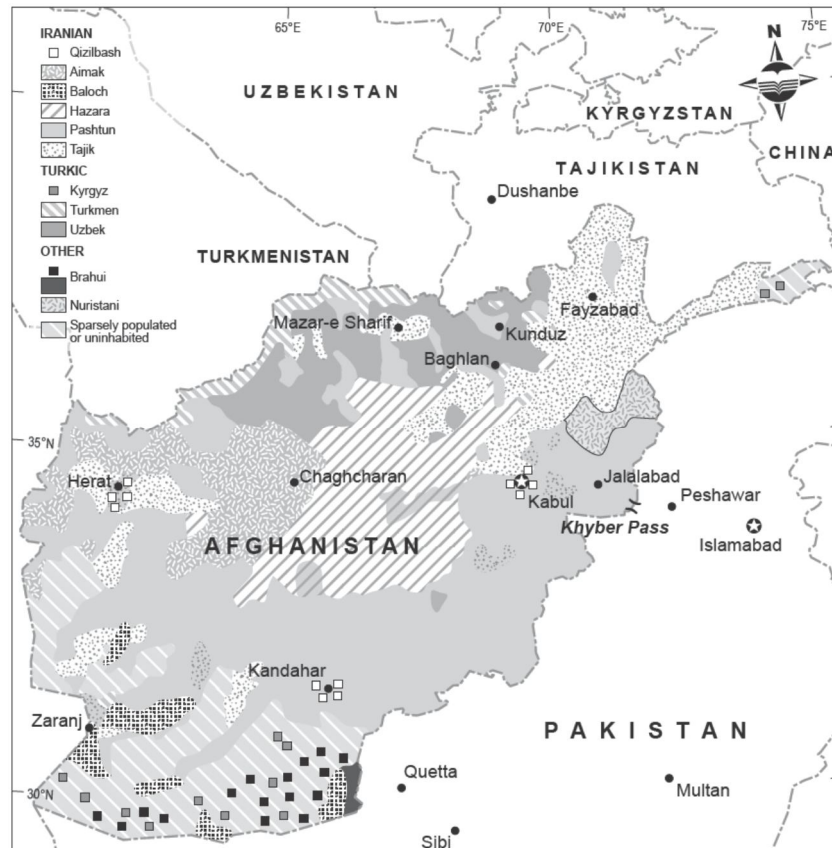 65°E
70°E
75°E
N
IRANIAN
Qizilbash
Aimak
Baloch
Hazara
Pashtun
Tajik
TURKIC
Kyrgyz
Turkmen
Uzbek
OTHER
Brahui
Nuristani
Sparsely populated
or uninhabited
UZBEKISTAN
KYRGYZSTAN
TAJIKISTAN
CHINA
Dushanbe
TURKMENISTAN
Mazar-e Sharif
Kunduz
Fayzabad
Baghlan
35°N
Herat
Chaghcharan
Kabul
Jalalabad
Peshawar
Khyber Pass
Islamabad
AFGHANISTAN
Kandahar
Zaranj
PAKISTAN
30°N
Quetta
Multan
Sibi